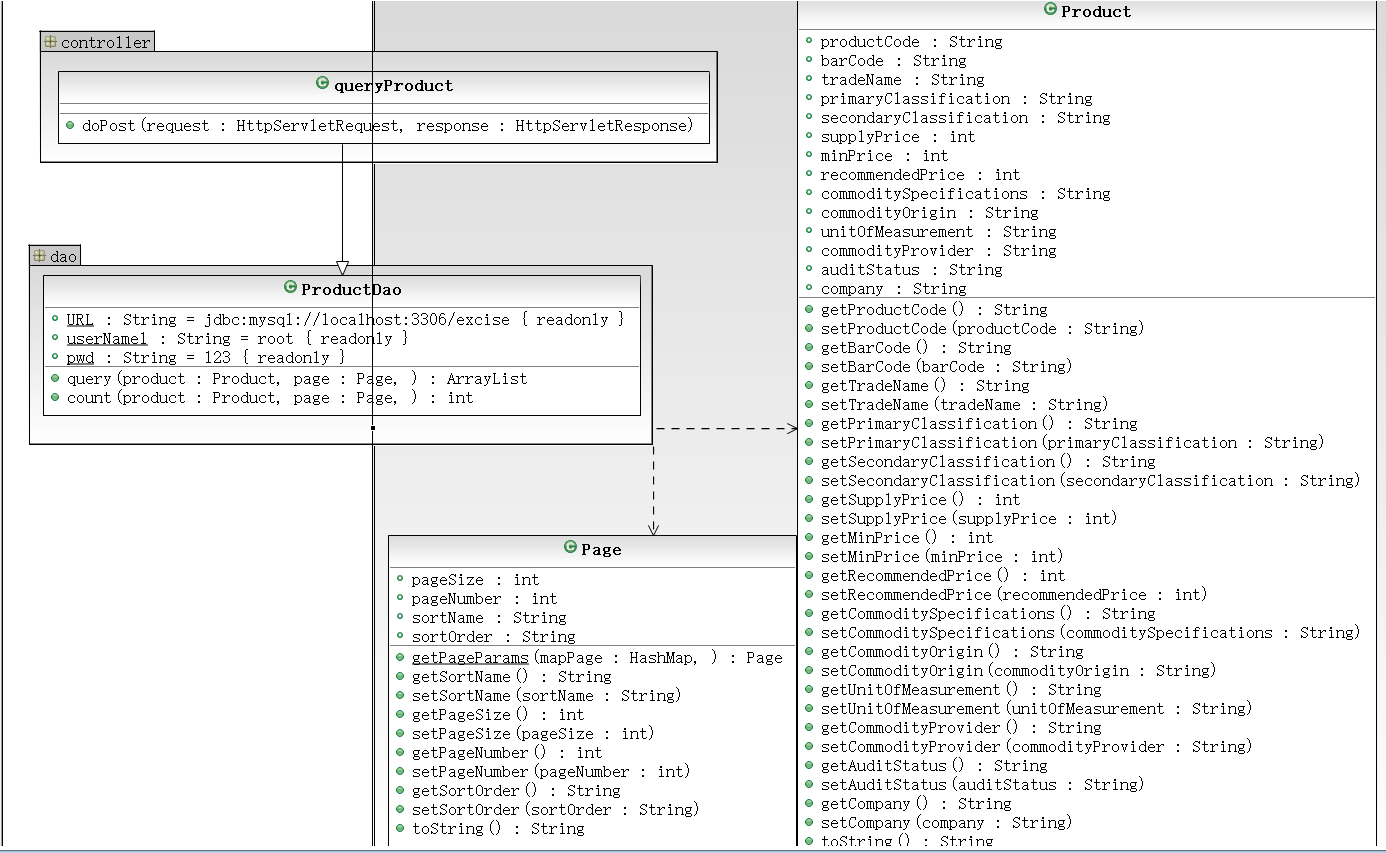 controller
queryProduct
doPost(request : HttpServletRequest, response : HttpServletResponse)
dao
ProductDao
URL : String = jdbc:mysql://localhost:3306/excise { readonly }
userName1 : String = root { readonly }
pwd : String = 123 { readonly }
query(product : Product, page : Page, ) : ArrayList
count(product : Product, page : Page, ) : int
Page
pageSize : int
pageNumber : int
sortName : String
sortOrder : String
getPageParams(mapPage : HashMap, ) : Page
getSortName() : String
setSortName(sortName : String)
getPageSize() : int
setPageSize(pageSize : int)
getPageNumber() : int
setPageNumber(pageNumber : int)
getSortOrder() : String
setSortOrder(sortOrder : String)
toString() : String
Product
productCode : String
barCode : String
tradeName : String
primaryClassification : String
secondaryClassification : String
supplyPrice : int
minPrice : int
recommendedPrice : int
commoditySpecifications : String
commodityOrigin : String
unitOfMeasurement : String
commodityProvider : String
auditStatus : String
company : String
getProductCode() : String
setProductCode(productCode : String)
getBarCode() : String
setBarCode(barCode : String)
getTradeName() : String
setTradeName(tradeName : String)
getPrimaryClassification() : String
setPrimaryClassification(primaryClassification : String)
getSecondaryClassification() : String
setSecondaryClassification(secondaryClassification : String)
getSupplyPrice() : int
setSupplyPrice(supplyPrice : int)
getMinPrice() : int
setMinPrice(minPrice : int)
getRecommendedPrice() : int
setRecommendedPrice(recommendedPrice : int)
getCommoditySpecifications() : String
setCommoditySpecifications(commoditySpecifications : String)
getCommodityOrigin() : String
setCommodityOrigin(commodityOrigin : String)
getUnitOfMeasurement() : String
setUnitOfMeasurement(unitOfMeasurement : String)
getCommodityProvider() : String
setCommodityProvider(commodityProvider : String)
getAuditStatus() : String
setAuditStatus(auditStatus : String)
getCompany() : String
setCompany(company : String)
toString() : String